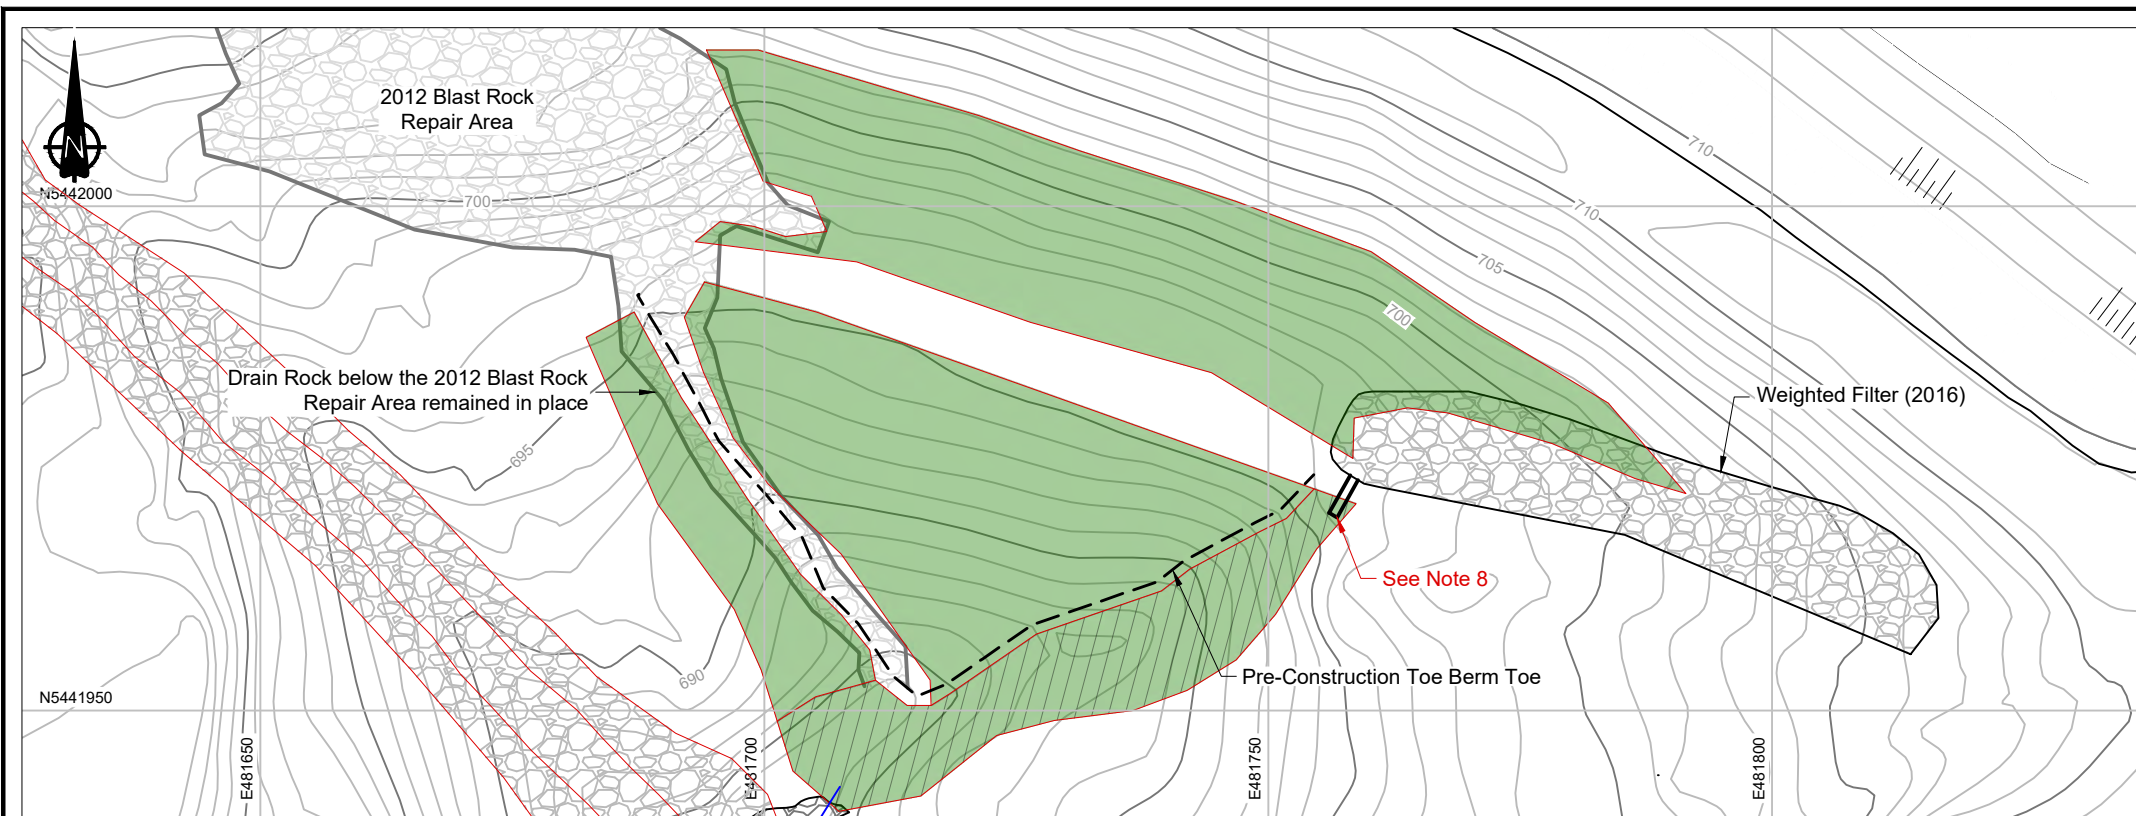 2012 Blast Rock
Repair Area
N
N5442000
700
710
710
705
700
Drain Rock below the 2012 Blast Rock
Repair Area remained in place
Weighted Filter (2016)
695
See Note 8
690
Pre-Construction Toe Berm Toe
N5441950
E481650
E481700
E481750
E481800